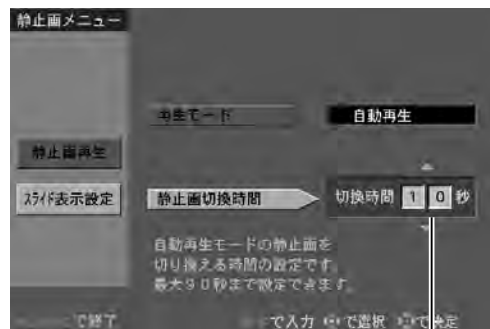 静止画メニュー
再生モード
自動再生
静止画再生
スライド表示設定
静止画切換時間
切換時間 1 0 秒
自動再生モードの静止画を
切り換える時間の設定です。
最大90秒まで設定できます。
で終了
で入力 で選択 で決定